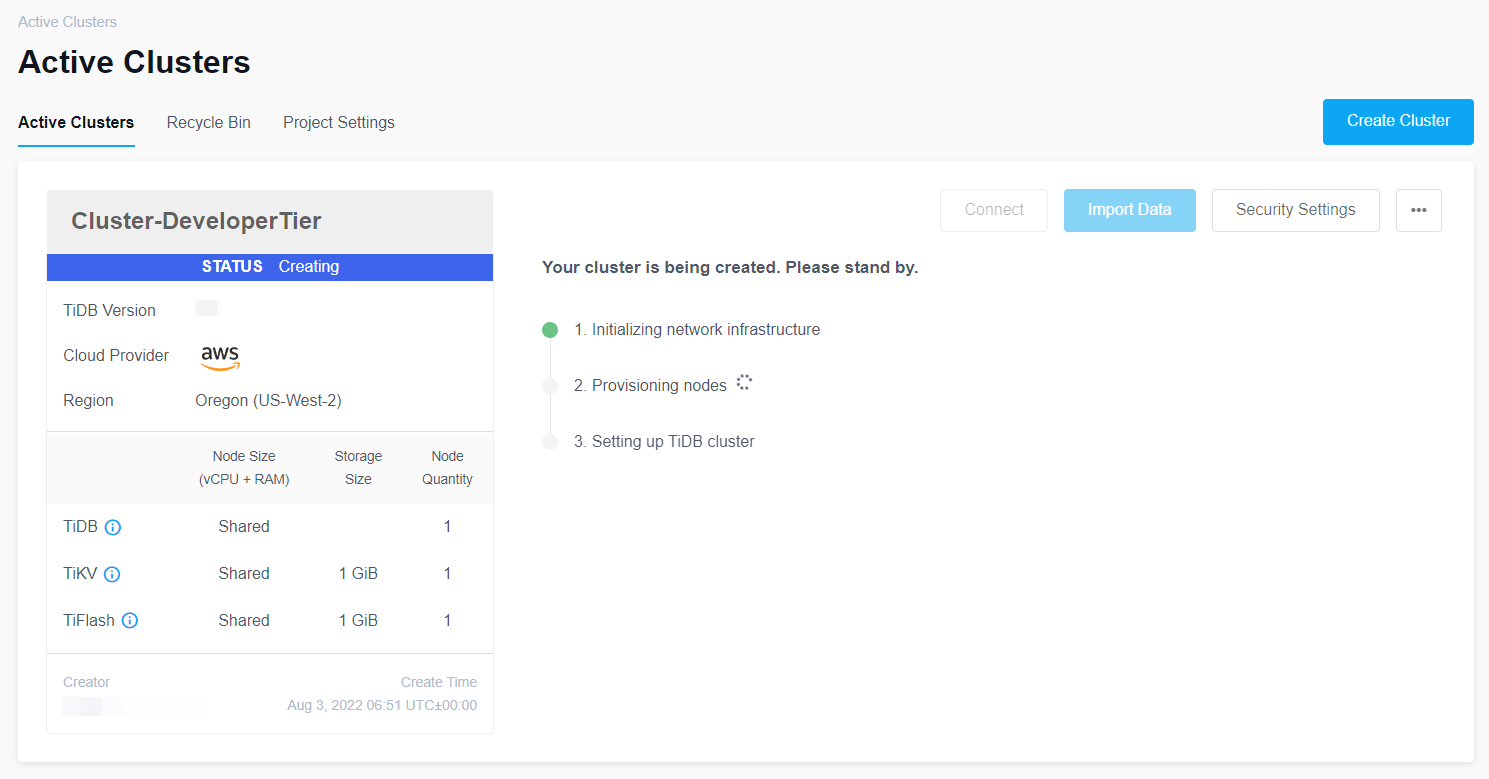 Active Clusters
Active Clusters
Active Clusters Recycle Bin Project Settings
Create Cluster
Cluster-DeveloperTier
Connect Import Data Security Settings •••
STATUS Creating
Your cluster is being created. Please stand by.
TiDB Version
1. Initializing network infrastructure
Cloud Provider aws
2. Provisioning nodes
Region Oregon (US-West-2)
3. Setting up TiDB cluster
Node Size Storage Node
(vCPU + RAM) Size Quantity
TiDB Shared 1
TiKV Shared 1 GiB 1
TiFlash Shared 1 GiB 1
Creator Create Time
Aug 3, 2022 06:51 UTC±00:00